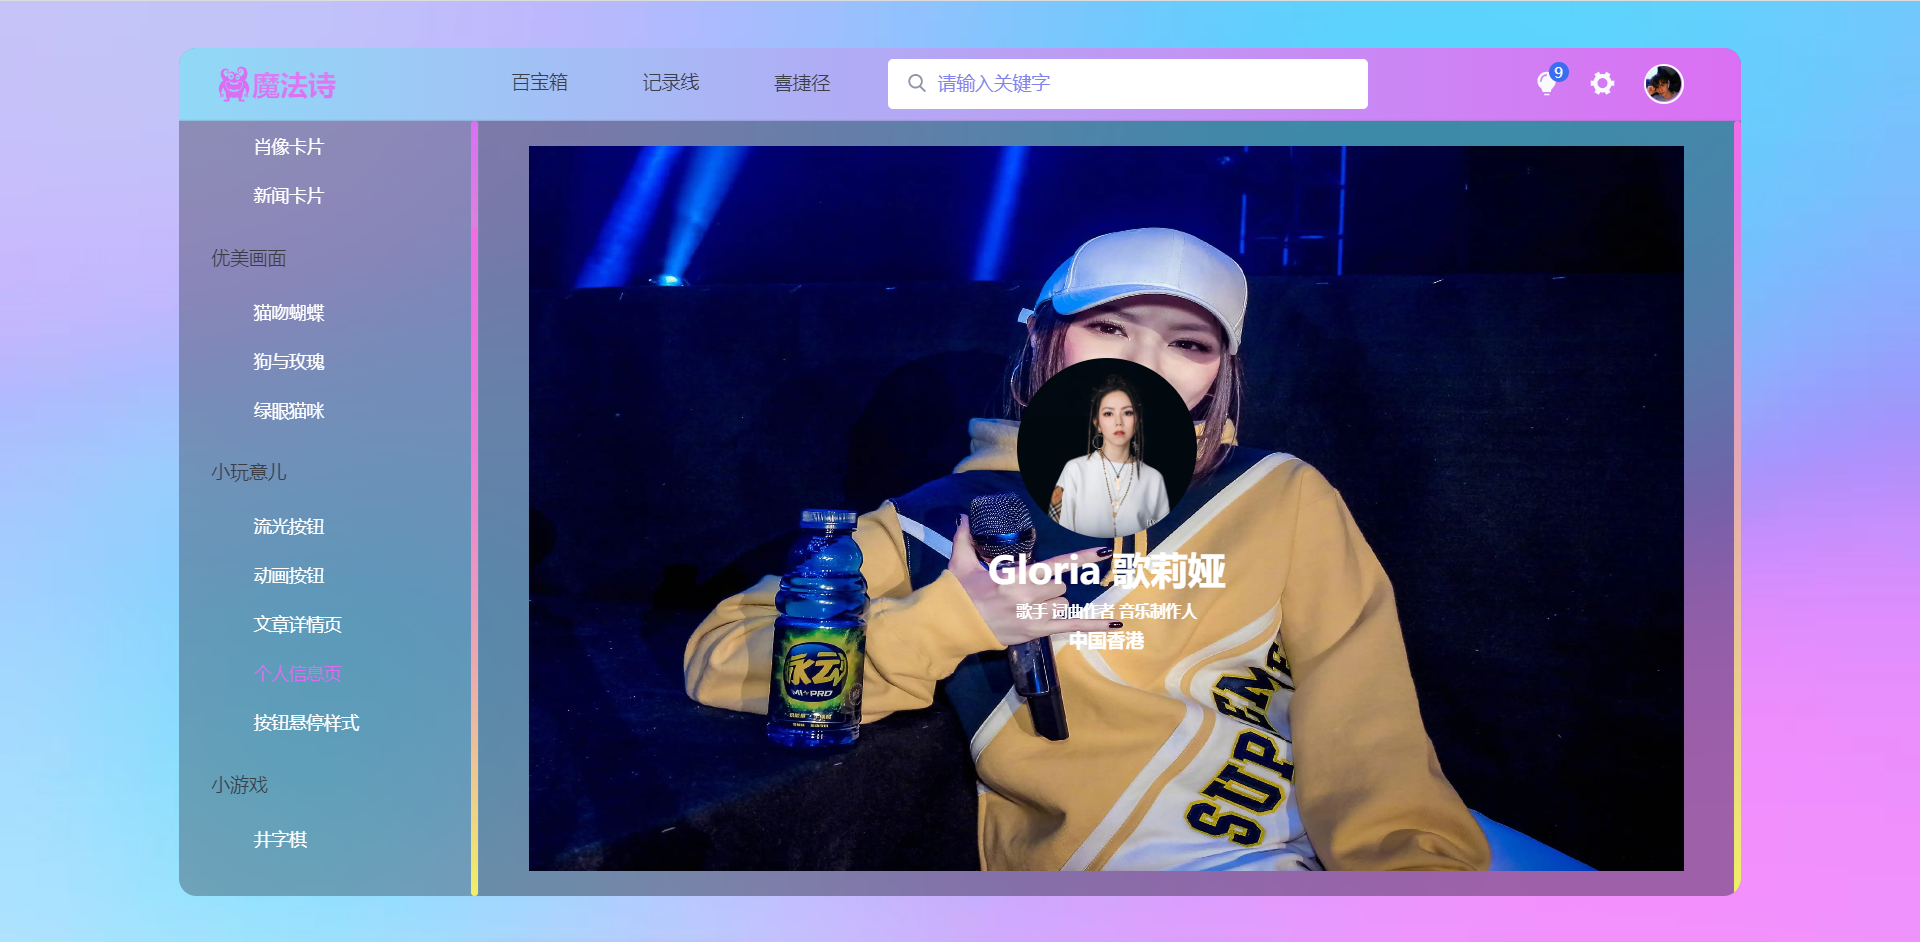 魔法诗
百宝箱
记录线
喜捷径
请输入关键字
9
肖像卡片
新闻卡片
优美画面
猫吻蝴蝶
狗与玫瑰
绿眼猫咪
小玩意儿
流光按钮
动画按钮
文章详情页
个人信息页
按钮悬停样式
小游戏
井字棋
Gloria 歌莉娅
歌手 词曲作者 音乐制作人
中国香港
SUP